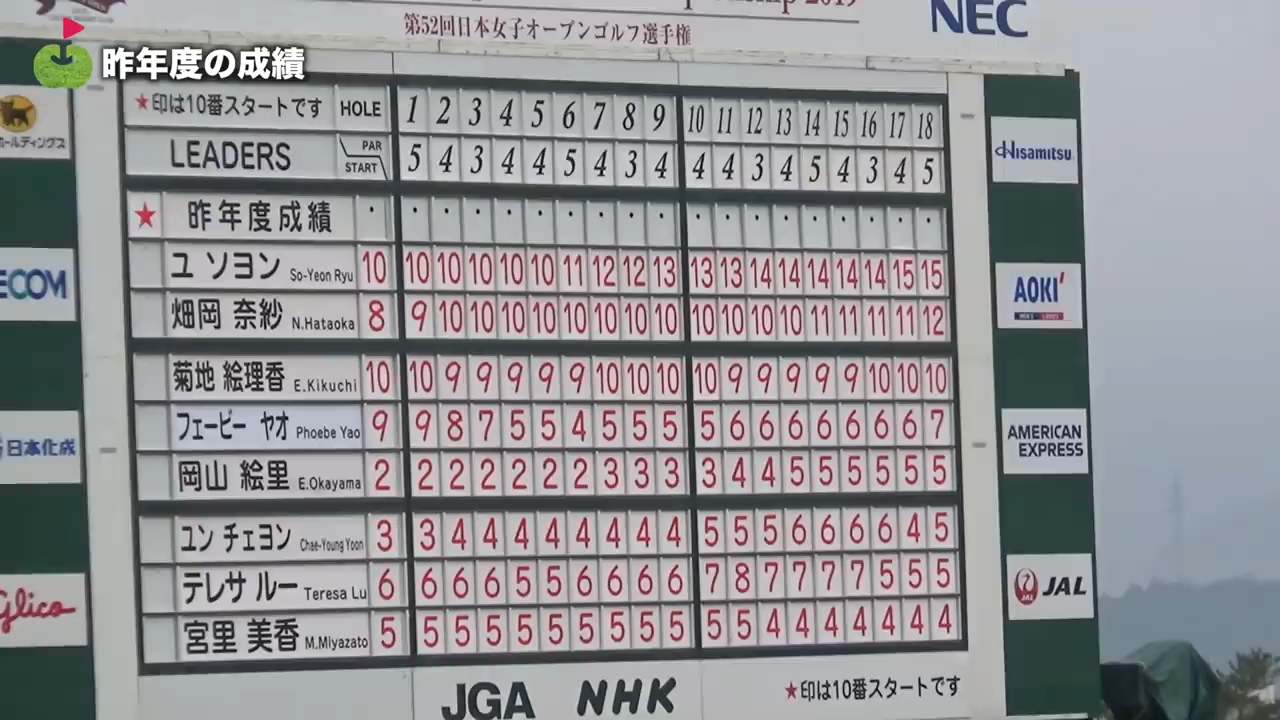 2019
第52回日本女子オープンゴルフ選手権
NEC
昨年度の成績
★印は10番スタートです HOLE 1 2 3 4 5 6 7 8 9 10 11 12 13 14 15 16 17 18
LEADERS PAR START 5 4 3 4 4 5 4 3 4 4 4 3 4 5 4 3 4 5
★ 昨年度成績 · · · · · · · · · · · · · · · · · · ·
ユ ソヨン So-Yeon Ryu 10 10 10 10 10 10 11 12 12 13 13 13 14 14 14 14 14 15 15
畑岡 奈紗 N.Hataoka 8 9 10 10 10 10 10 10 10 10 10 10 10 10 11 11 11 11 12
菊地 絵理香 E.Kikuchi 10 10 9 9 9 9 9 10 10 10 10 9 9 9 9 9 10 10 10
フェービー ヤオ Phoebe Yao 9 9 8 7 5 5 4 5 5 5 5 6 6 6 6 6 6 6 7
岡山 絵里 E.Okayama 2 2 2 2 2 2 2 3 3 3 3 4 4 5 5 5 5 5 5
ユン チェヨン Chae-Young Yoon 3 3 4 4 4 4 4 4 4 4 5 5 5 6 6 6 6 4 5
テレサ ルー Teresa Lu 6 6 6 6 5 5 6 6 6 6 7 8 7 7 7 7 5 5 5
宮里 美香 M.Miyazato 5 5 5 5 5 5 5 5 5 5 5 5 4 4 4 4 4 4 4
JGA NHK
★印は10番スタートです
ホールディングス
ECOM
日本化成
Glico
Hisamitsu
AOKI
AMERICAN
EXPRESS
JAL